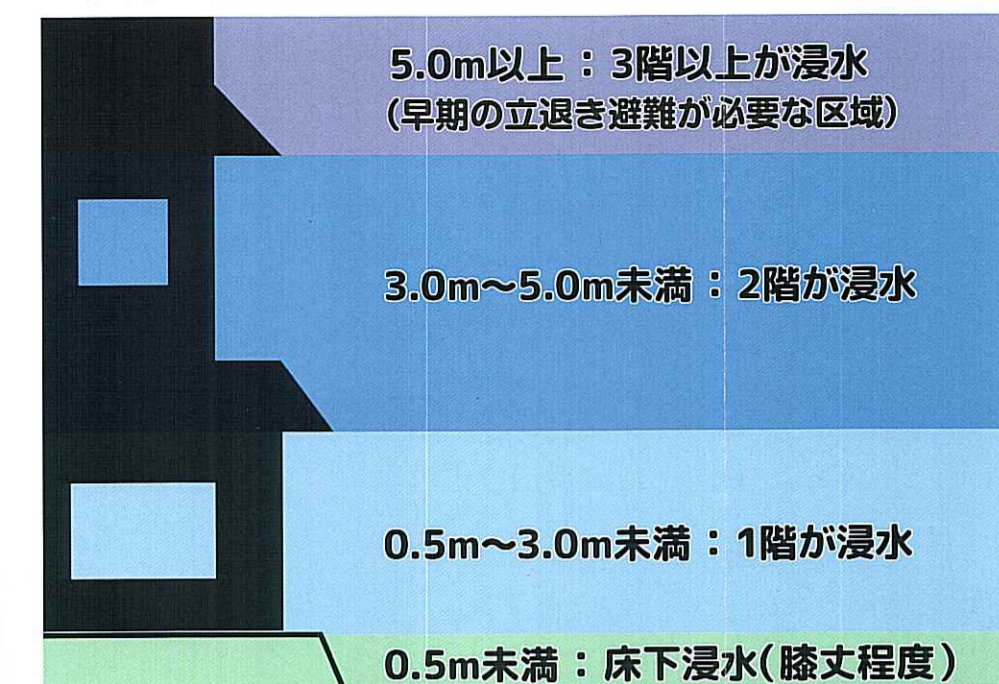 5.0m以上：3階以上が浸水
(早期の立退き避難が必要な区域)
3.0m～5.0m未満：2階が浸水
0.5m～3.0m未満：1階が浸水
0.5m未満：床下浸水(膝丈程度)